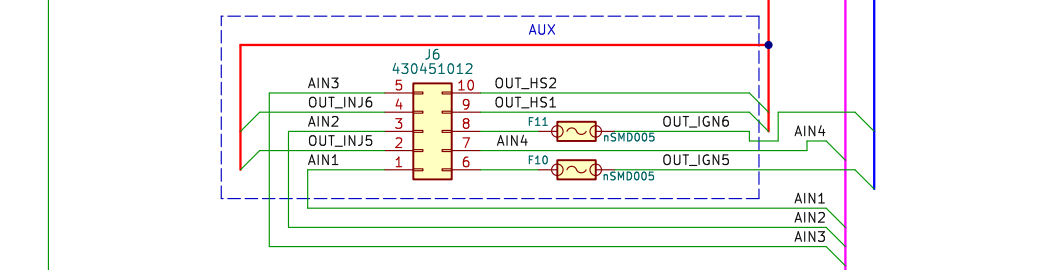 AUX
J6
430451012
AIN3 5 10 OUT_HS2
OUT_INJ6 4 9 OUT_HS1
AIN2 3 8 F11 nSMD005 OUT_IGN6
OUT_INJ5 2 7 AIN4 AIN4
AIN1 1 6 F10 nSMD005 OUT_IGN5
AIN1
AIN2
AIN3